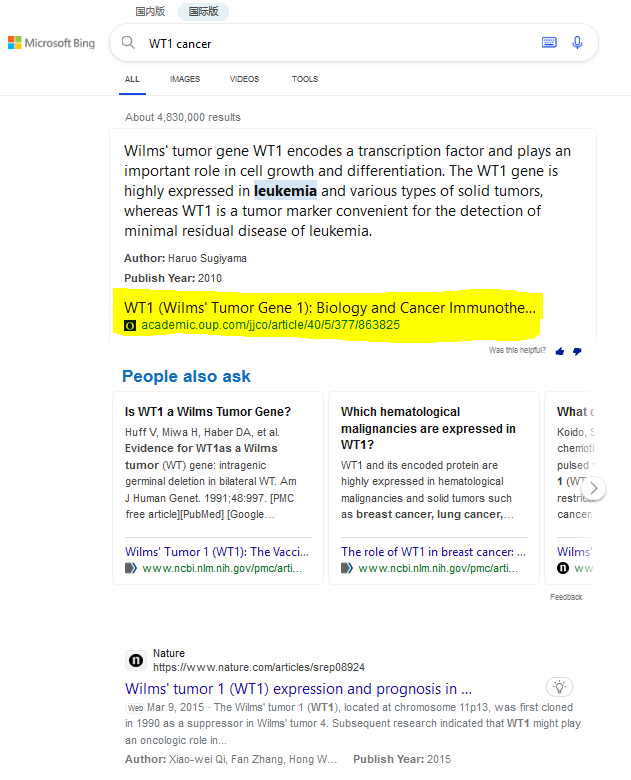 国内版 国际版
Microsoft Bing
WT1 cancer
ALL IMAGES VIDEOS TOOLS
About 4,830,000 results
Wilms' tumor gene WT1 encodes a transcription factor and plays an
important role in cell growth and differentiation. The WT1 gene is
highly expressed in leukemia and various types of solid tumors,
whereas WT1 is a tumor marker convenient for the detection of
minimal residual disease of leukemia.
Author: Haruo Sugiyama
Publish Year: 2010
WT1 (Wilms' Tumor Gene 1): Biology and Cancer Immunothe...
academic.oup.com/jjco/article/40/5/377/863825
Was this helpful?
People also ask
Is WT1 a Wilms Tumor Gene?
Huff V, Miwa H, Haber DA, et al.
Evidence for WT1as a Wilms
tumor (WT) gene: intragenic
germinal deletion in bilateral WT. Am
J Human Genet. 1991;48:997. [PMC
free article][PubMed] [Google…
Wilms' Tumor 1 (WT1): The Vacci...
www.ncbi.nlm.nih.gov/pmc/arti...
Which hematological
malignancies are expressed in
WT1?
WT1 and its encoded protein are
highly expressed in hematological
malignancies and solid tumors such
as breast cancer, lung cancer,…
The role of WT1 in breast cancer: ...
www.ncbi.nlm.nih.gov/pmc/arti...
What
Koido, S
chemot
pulsed
1 (WT
restric
cancer.
Wilms'
ww
Feedback
Nature
https://www.nature.com/articles/srep08924
Wilms' tumor 1 (WT1) expression and prognosis in ...
Web Mar 9, 2015 · The Wilms' tumor 1 (WT1), located at chromosome 11p13, was first cloned
in 1990 as a suppressor in Wilms' tumor 4. Subsequent research indicated that WT1 might play
an oncologic role in…
Author: Xiao-wei Qi, Fan Zhang, Hong W… Publish Year: 2015